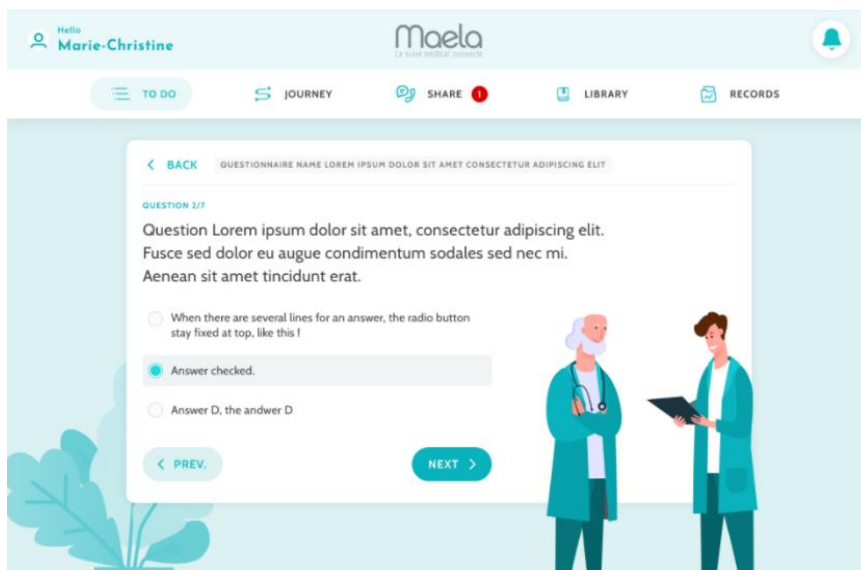 Hello
Marie-Christine
Maela
Le suivi médical connecté
TO DO
JOURNEY
SHARE 1
LIBRARY
RECORDS
BACK
QUESTIONNAIRE NAME LOREM IPSUM DOLOR SIT AMET CONSECTETUR ADIPISCING ELIT
QUESTION 2/7
Question Lorem ipsum dolor sit amet, consectetur adipiscing elit.
Fusce sed dolor eu augue condimentum sodales sed nec mi.
Aenean sit amet tincidunt erat.
When there are several lines for an answer, the radio button
stay fixed at top, like this !
Answer checked.
Answer D, the andwer D
PREV.
NEXT